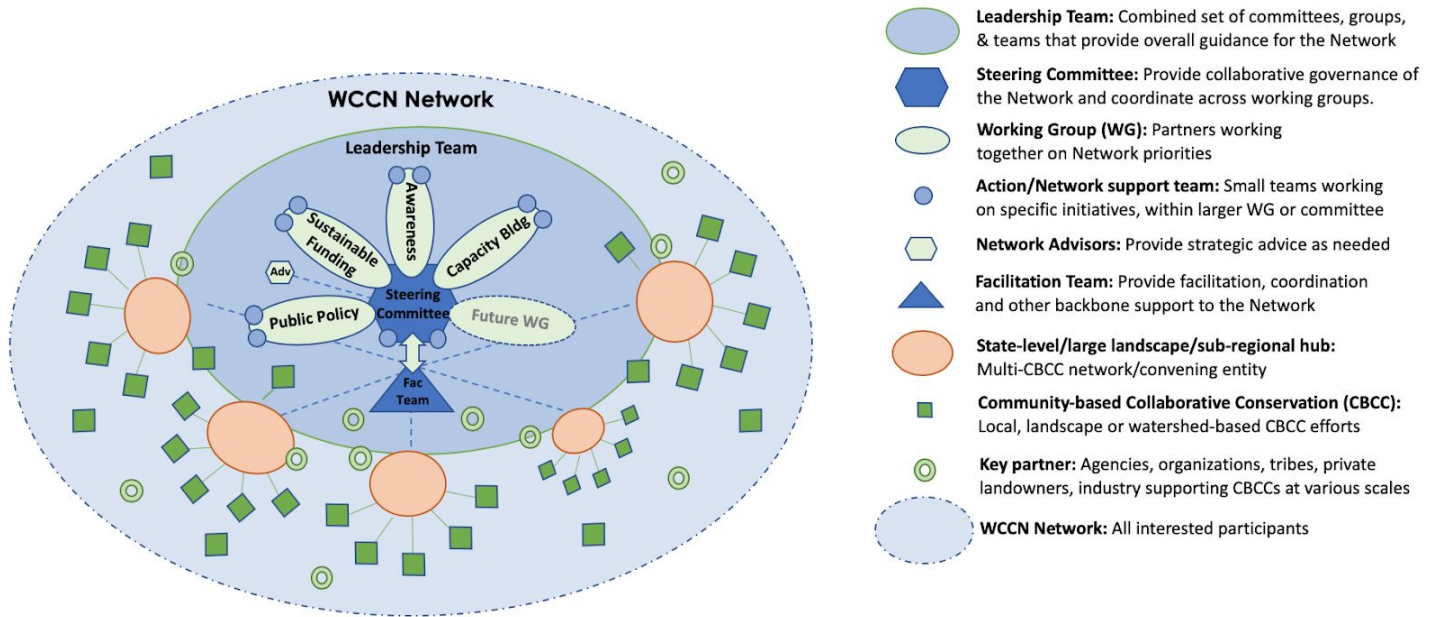 WCCN Network
Leadership Team
Awareness
Sustainable
Funding
Capacity Bldg
Adv
Public Policy
Steering
Committee
Future WG
Fac
Team
Leadership Team: Combined set of committees, groups,
& teams that provide overall guidance for the Network
Steering Committee: Provide collaborative governance of
the Network and coordinate across working groups.
Working Group (WG): Partners working
together on Network priorities
Action/Network support team: Small teams working
on specific initiatives, within larger WG or committee
Network Advisors: Provide strategic advice as needed
Facilitation Team: Provide facilitation, coordination
and other backbone support to the Network
State-level/large landscape/sub-regional hub:
Multi-CBCC network/convening entity
Community-based Collaborative Conservation (CBCC):
Local, landscape or watershed-based CBCC efforts
Key partner: Agencies, organizations, tribes, private
landowners, industry supporting CBCCs at various scales
WCCN Network: All interested participants